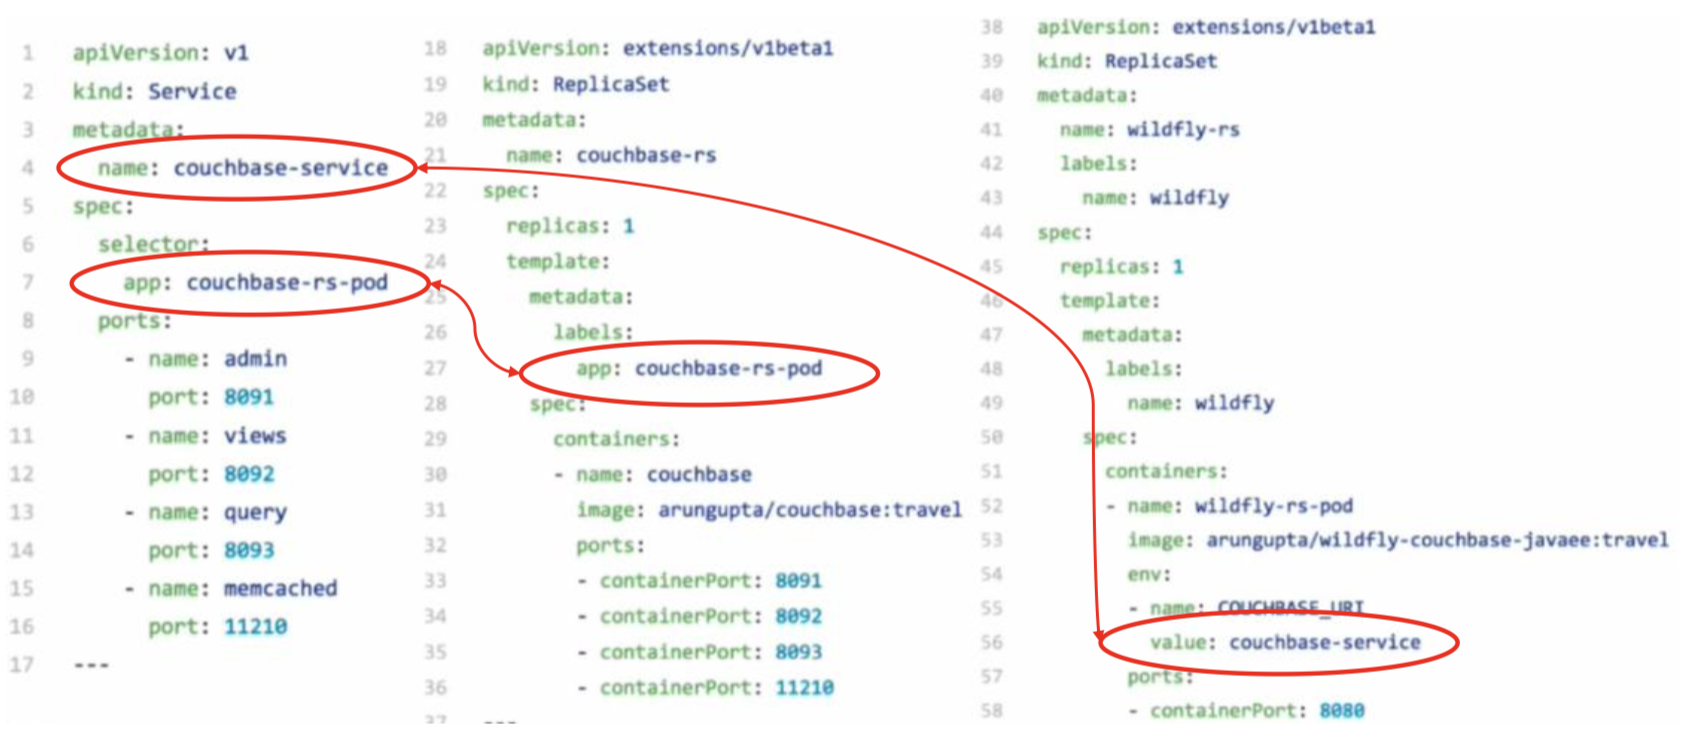 1 apiVersion: v1
2 kind: Service
3 metadata:
4 name: couchbase-service
5 spec:
6 selector:
7 app: couchbase-rs-pod
8 ports:
9 - name: admin
10 port: 8091
11 - name: views
12 port: 8092
13 - name: query
14 port: 8093
15 - name: memcached
16 port: 11210
17 ---
18 apiVersion: extensions/v1beta1
19 kind: ReplicaSet
20 metadata:
21 name: couchbase-rs
22 spec:
23 replicas: 1
24 template:
25 metadata:
26 labels:
27 app: couchbase-rs-pod
28 spec:
29 containers:
30 - name: couchbase
31 image: arungupta/couchbase:travel
32 ports:
33 - containerPort: 8091
34 - containerPort: 8092
35 - containerPort: 8093
36 - containerPort: 11210
37 ---
38 apiVersion: extensions/v1beta1
39 kind: ReplicaSet
40 metadata:
41 name: wildfly-rs
42 labels:
43 name: wildfly
44 spec:
45 replicas: 1
46 template:
47 metadata:
48 labels:
49 name: wildfly
50 spec:
51 containers:
52 - name: wildfly-rs-pod
53 image: arungupta/wildfly-couchbase-javaee:travel
54 env:
55 - name: COUCHBASE_URI
56 value: couchbase-service
57 ports:
58 - containerPort: 8080